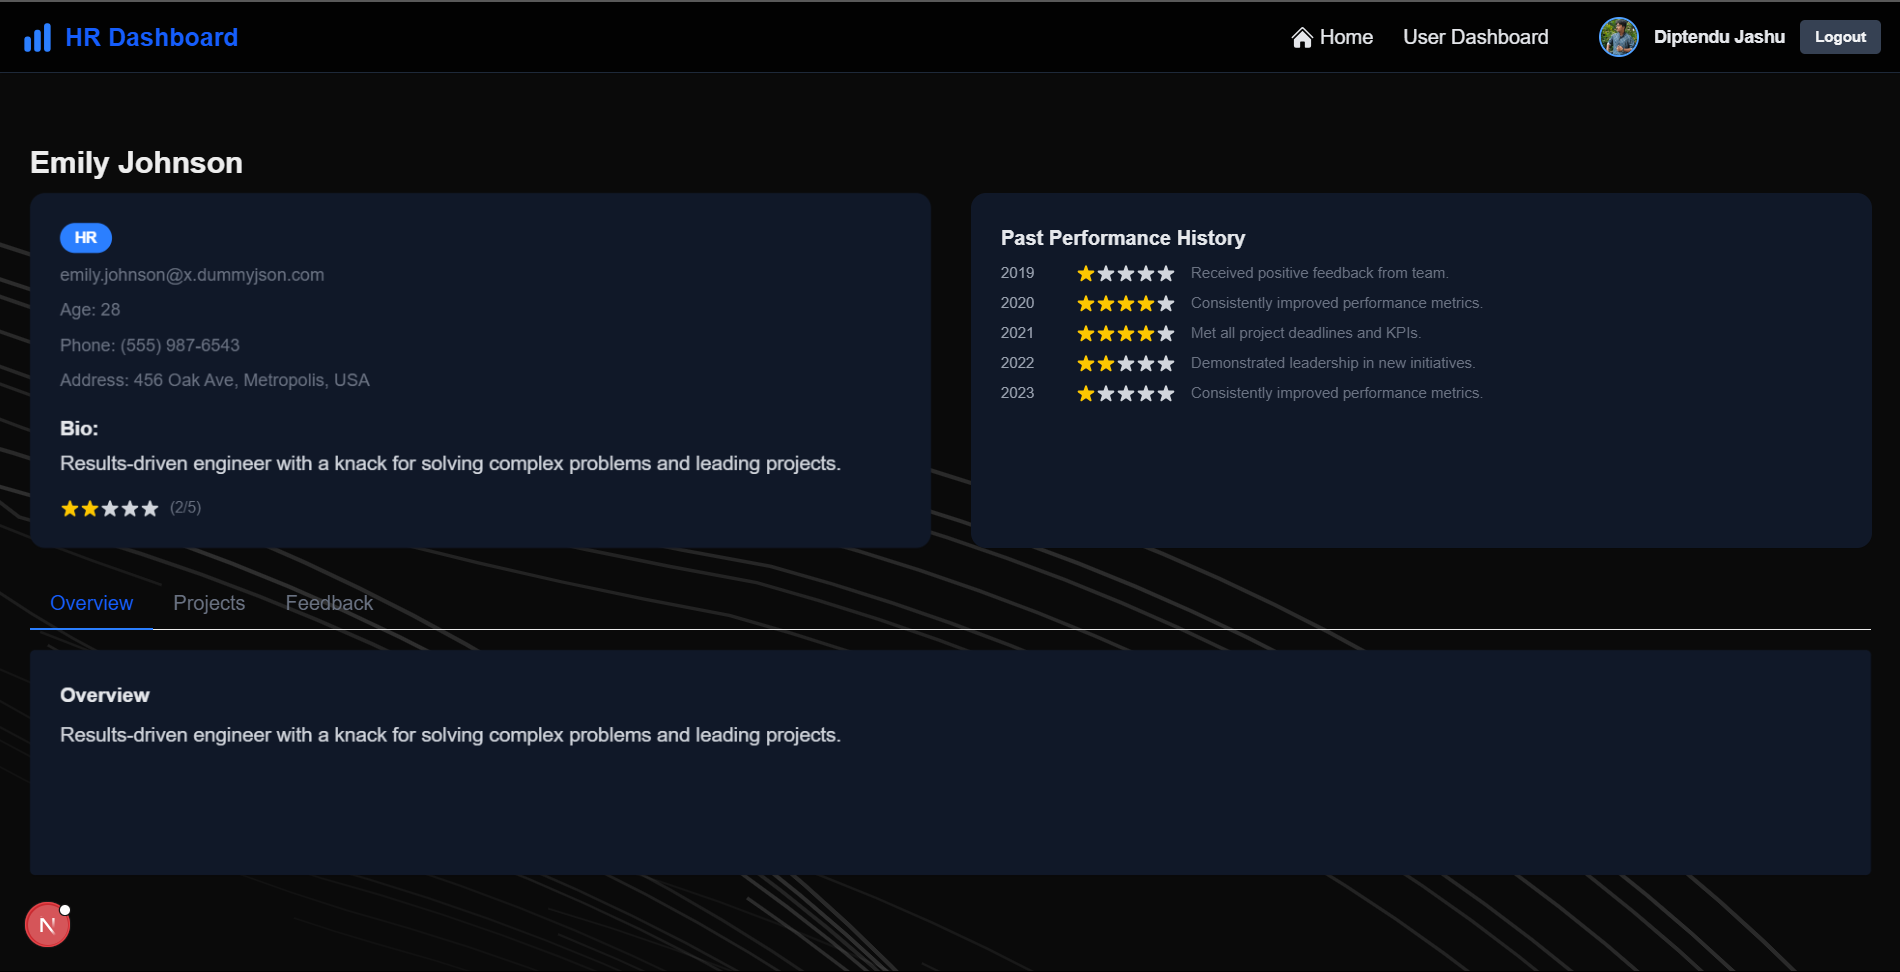 HR Dashboard
Home
User Dashboard
Diptendu Jashu
Logout
Emily Johnson
HR
emily.johnson@x.dummyjson.com
Age: 28
Phone: (555) 987-6543
Address: 456 Oak Ave, Metropolis, USA
Bio:
Results-driven engineer with a knack for solving complex problems and leading projects.
(2/5)
Past Performance History
2019 Received positive feedback from team.
2020 Consistently improved performance metrics.
2021 Met all project deadlines and KPIs.
2022 Demonstrated leadership in new initiatives.
2023 Consistently improved performance metrics.
Overview
Projects
Feedback
Overview
Results-driven engineer with a knack for solving complex problems and leading projects.
N